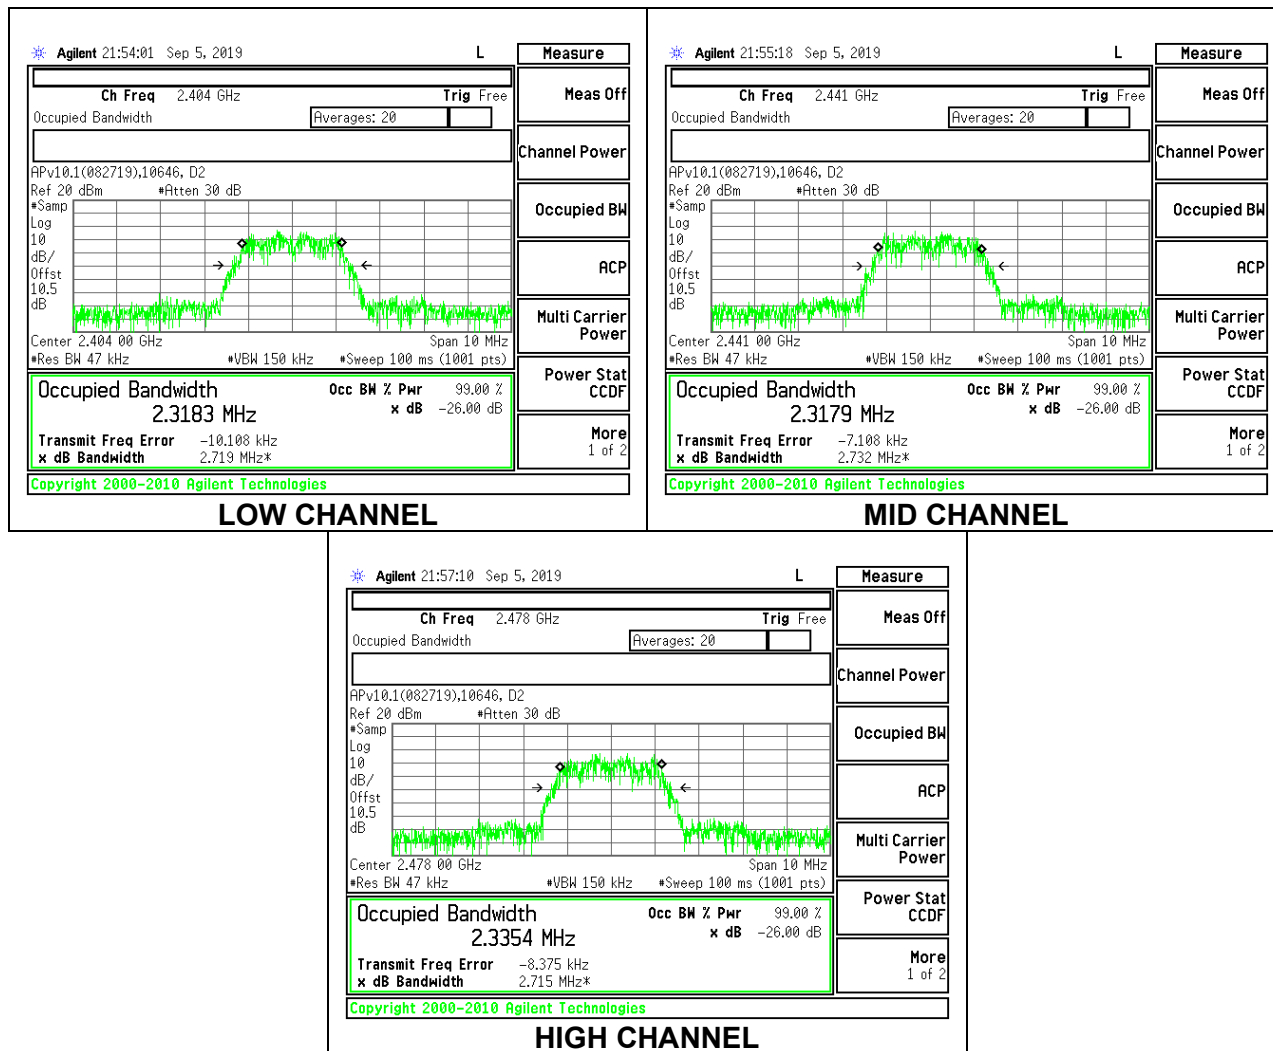 Agilent 21:54:01 Sep 5, 2019 L
Measure
Ch Freq 2.404 GHz Trig Free
Occupied Bandwidth Averages: 20
APv10.1(082719),10646, D2
Ref 20 dBm #Atten 30 dB
#Samp
Log
10
dB/
Offst
10.5
dB
Center 2.404 00 GHz Span 10 MHz
#Res BW 47 kHz #VBW 150 kHz #Sweep 100 ms (1001 pts)
Occupied Bandwidth Occ BW % Pwr 99.00 %
2.3183 MHz x dB -26.00 dB
Transmit Freq Error -10.108 kHz
x dB Bandwidth 2.719 MHz*
Copyright 2000-2010 Agilent Technologies
Meas Off
Channel Power
Occupied BW
ACP
Multi Carrier
Power
Power Stat
CCDF
More
1 of 2
LOW CHANNEL
Agilent 21:55:18 Sep 5, 2019 L
Measure
Ch Freq 2.441 GHz Trig Free
Occupied Bandwidth Averages: 20
APv10.1(082719),10646, D2
Ref 20 dBm #Atten 30 dB
#Samp
Log
10
dB/
Offst
10.5
dB
Center 2.441 00 GHz Span 10 MHz
#Res BW 47 kHz #VBW 150 kHz #Sweep 100 ms (1001 pts)
Occupied Bandwidth Occ BW % Pwr 99.00 %
2.3179 MHz x dB -26.00 dB
Transmit Freq Error -7.108 kHz
x dB Bandwidth 2.732 MHz*
Copyright 2000-2010 Agilent Technologies
Meas Off
Channel Power
Occupied BW
ACP
Multi Carrier
Power
Power Stat
CCDF
More
1 of 2
MID CHANNEL
Agilent 21:57:10 Sep 5, 2019 L
Measure
Ch Freq 2.478 GHz Trig Free
Occupied Bandwidth Averages: 20
APv10.1(082719),10646, D2
Ref 20 dBm #Atten 30 dB
#Samp
Log
10
dB/
Offst
10.5
dB
Center 2.478 00 GHz Span 10 MHz
#Res BW 47 kHz #VBW 150 kHz #Sweep 100 ms (1001 pts)
Occupied Bandwidth Occ BW % Pwr 99.00 %
2.3354 MHz x dB -26.00 dB
Transmit Freq Error -8.375 kHz
x dB Bandwidth 2.715 MHz*
Copyright 2000-2010 Agilent Technologies
Meas Off
Channel Power
Occupied BW
ACP
Multi Carrier
Power
Power Stat
CCDF
More
1 of 2
HIGH CHANNEL